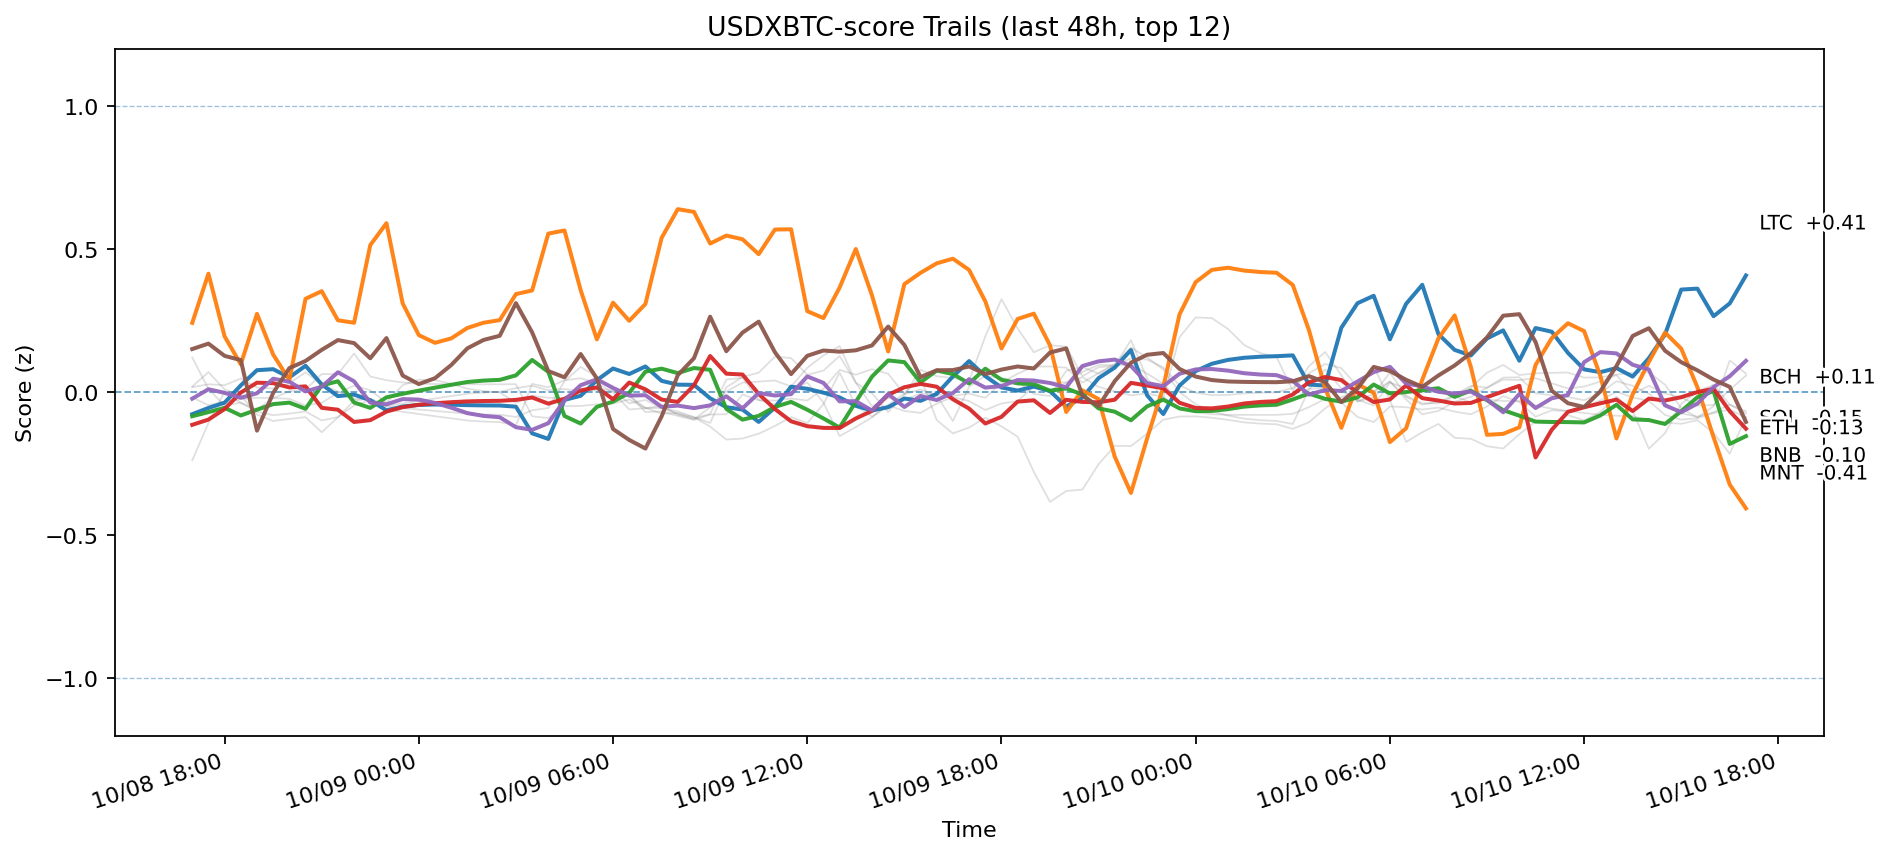 USDXBTC-score Trails (last 48h, top 12)
Score (z)
1.0
0.5
0.0
−0.5
−1.0
LTC +0.41
BCH +0.11
SOL -0.15
ETH -0.13
BNB -0.10
MNT -0.41
10/08 18:00
10/09 00:00
10/09 06:00
10/09 12:00
10/09 18:00
10/10 00:00
10/10 06:00
10/10 12:00
10/10 18:00
Time